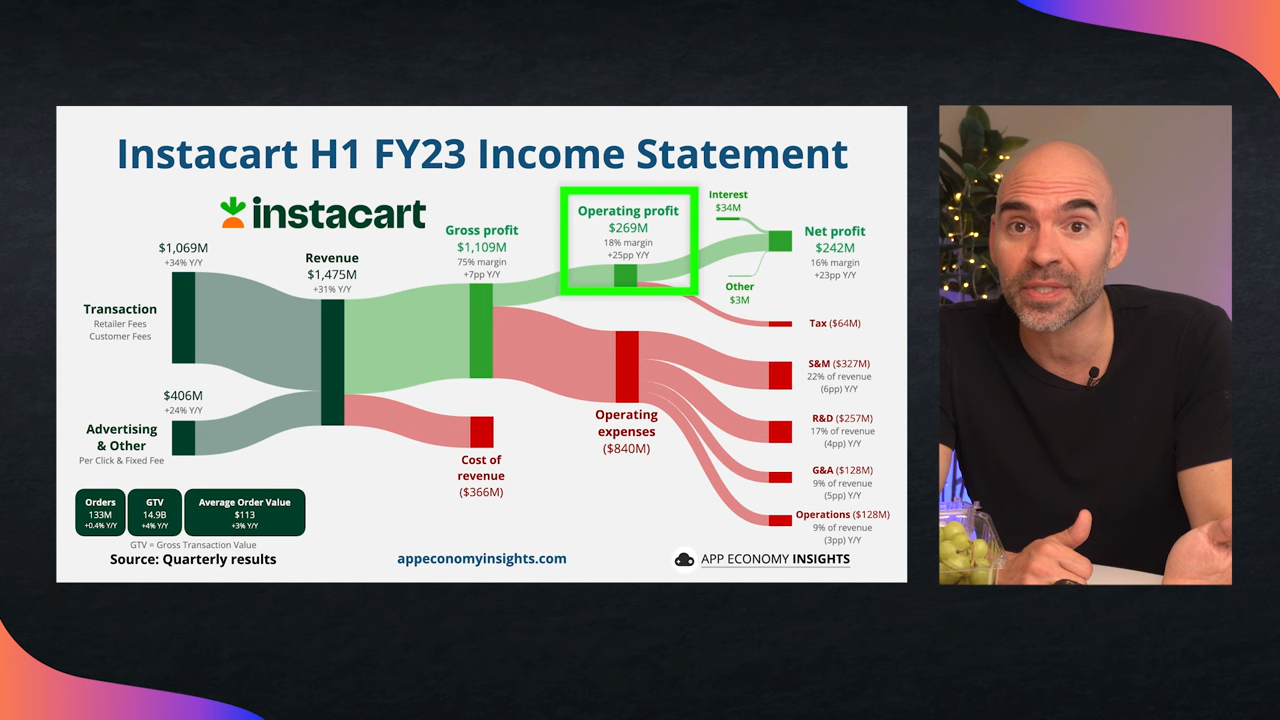 Instacart H1 FY23 Income Statement
instacart
$1,069M
+34% Y/Y
Transaction
Retailer Fees
Customer Fees
$406M
+24% Y/Y
Advertising
& Other
Per Click & Fixed Fee
Revenue
$1,475M
+31% Y/Y
Gross profit
$1,109M
75% margin
+7pp Y/Y
Cost of
revenue
($366M)
Operating profit
$269M
18% margin
+25pp Y/Y
Operating
expenses
($840M)
Interest
$34M
Other
$3M
Net profit
$242M
16% margin
+23pp Y/Y
Tax ($64M)
S&M ($327M)
22% of revenue
(6pp) Y/Y
R&D ($257M)
17% of revenue
(4pp) Y/Y
G&A ($128M)
9% of revenue
(5pp) Y/Y
Operations ($128M)
9% of revenue
(3pp) Y/Y
Orders
133M
+0.4% Y/Y
GTV
14.9B
+4% Y/Y
Average Order Value
$113
+3% Y/Y
GTV = Gross Transaction Value
Source: Quarterly results
appeconomyinsights.com
APP ECONOMY INSIGHTS